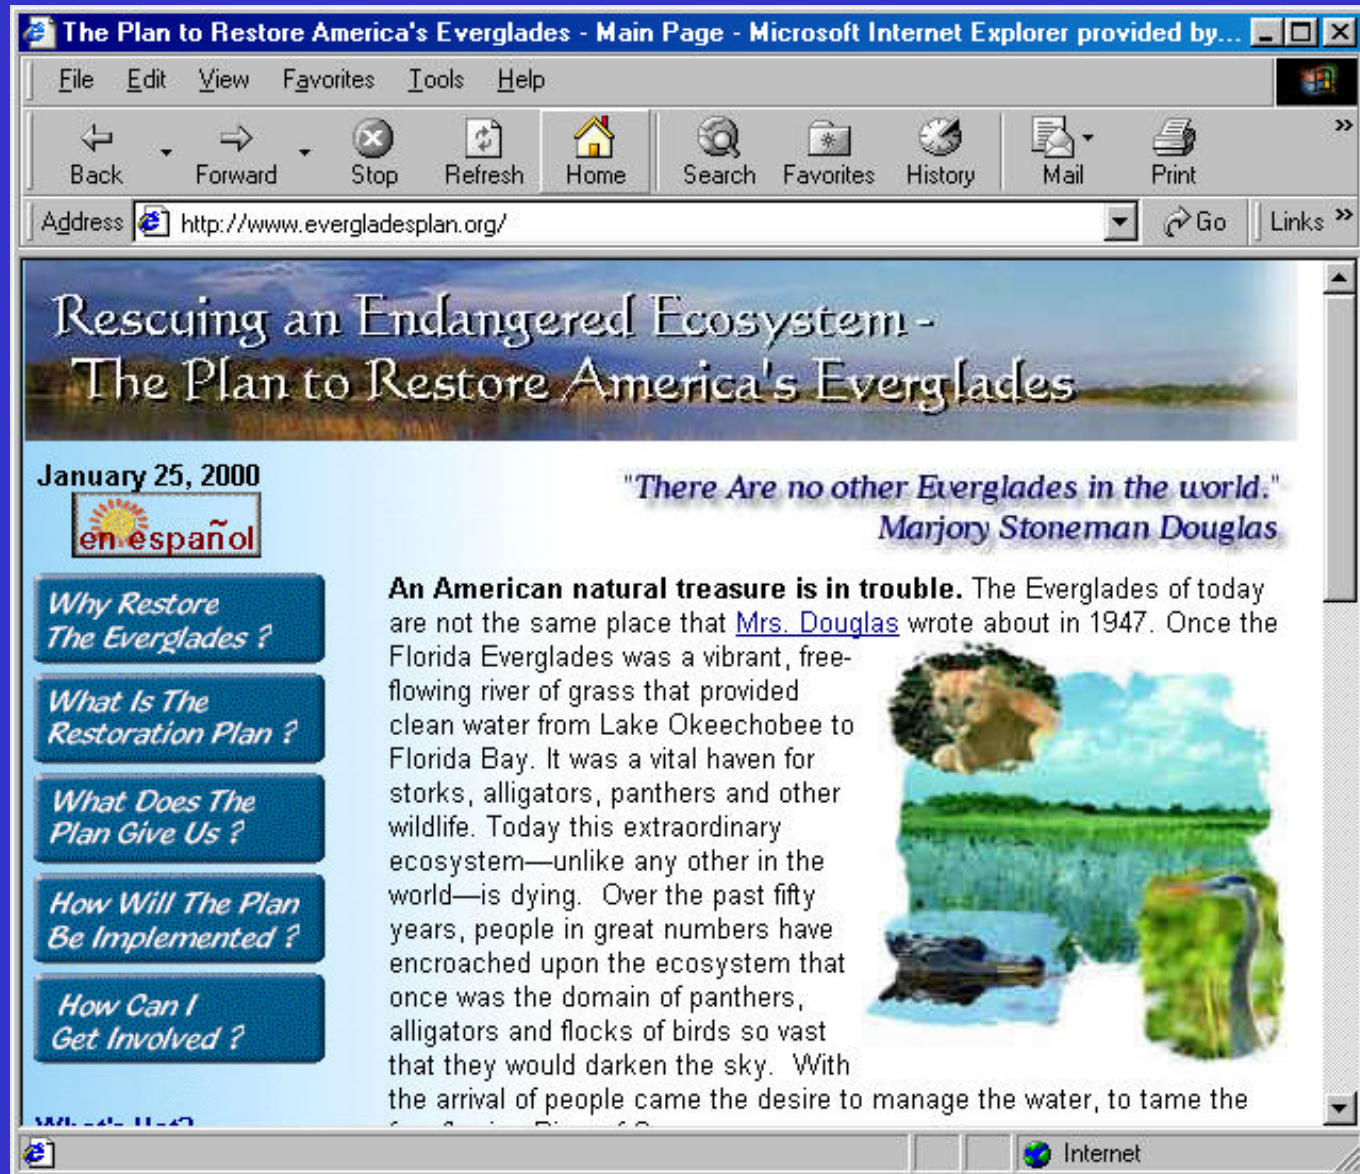 The Plan to Restore America's Everglades - Main Page - Microsoft Internet Explorer provided by...
File Edit View Favorites Tools Help
Back Forward Stop Refresh Home Search Favorites History Mail Print »
Address http://www.evergladesplan.org/ Go Links »
Rescuing an Endangered Ecosystem -
The Plan to Restore America's Everglades
January 25, 2000
en español
"There Are no other Everglades in the world."
Marjory Stoneman Douglas
Why Restore
The Everglades ?
What Is The
Restoration Plan ?
What Does The
Plan Give Us ?
How Will The Plan
Be Implemented ?
How Can I
Get Involved ?
What's Hot?
An American natural treasure is in trouble. The Everglades of today
are not the same place that Mrs. Douglas wrote about in 1947. Once the
Florida Everglades was a vibrant, free-
flowing river of grass that provided
clean water from Lake Okeechobee to
Florida Bay. It was a vital haven for
storks, alligators, panthers and other
wildlife. Today this extraordinary
ecosystem—unlike any other in the
world—is dying. Over the past fifty
years, people in great numbers have
encroached upon the ecosystem that
once was the domain of panthers,
alligators and flocks of birds so vast
that they would darken the sky. With
the arrival of people came the desire to manage the water, to tame the
Internet